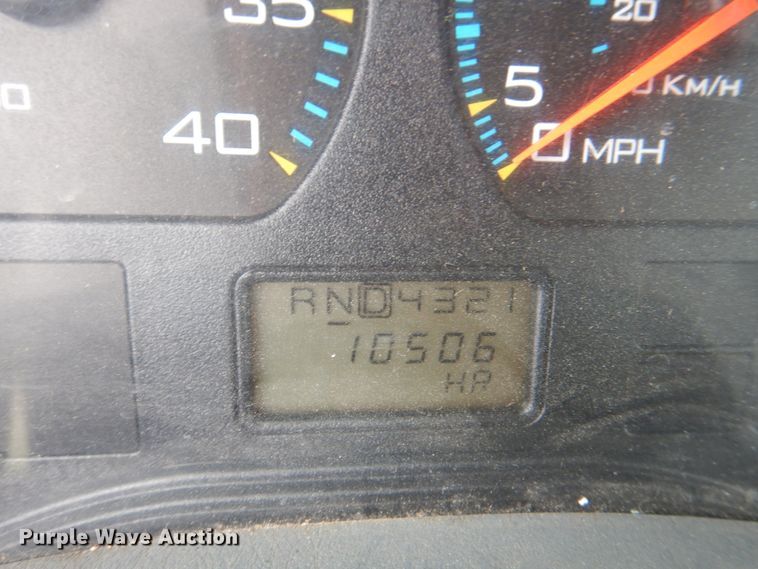 35
20
5
KM/H
40
0 MPH
RND4321
10506
HR
Purple Wave Auction